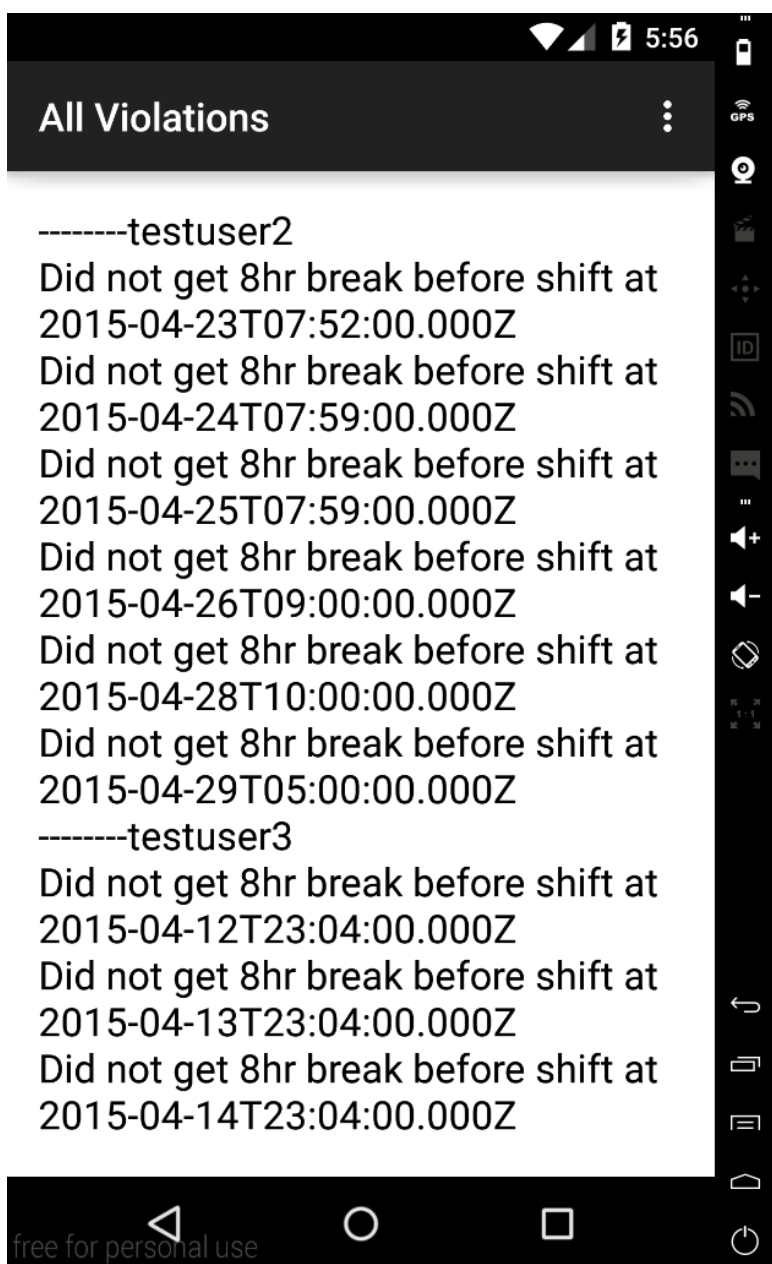 5:56
All Violations
GPS
--------testuser2
Did not get 8hr break before shift at
2015-04-23T07:52:00.000Z
Did not get 8hr break before shift at
2015-04-24T07:59:00.000Z
Did not get 8hr break before shift at
2015-04-25T07:59:00.000Z
ID
Did not get 8hr break before shift at
2015-04-26T09:00:00.000Z
Did not get 8hr break before shift at
2015-04-28T10:00:00.000Z
1:1
Did not get 8hr break before shift at
2015-04-29T05:00:00.000Z
--------testuser3
Did not get 8hr break before shift at
2015-04-12T23:04:00.000Z
Did not get 8hr break before shift at
2015-04-13T23:04:00.000Z
Did not get 8hr break before shift at
2015-04-14T23:04:00.000Z
free for personal use